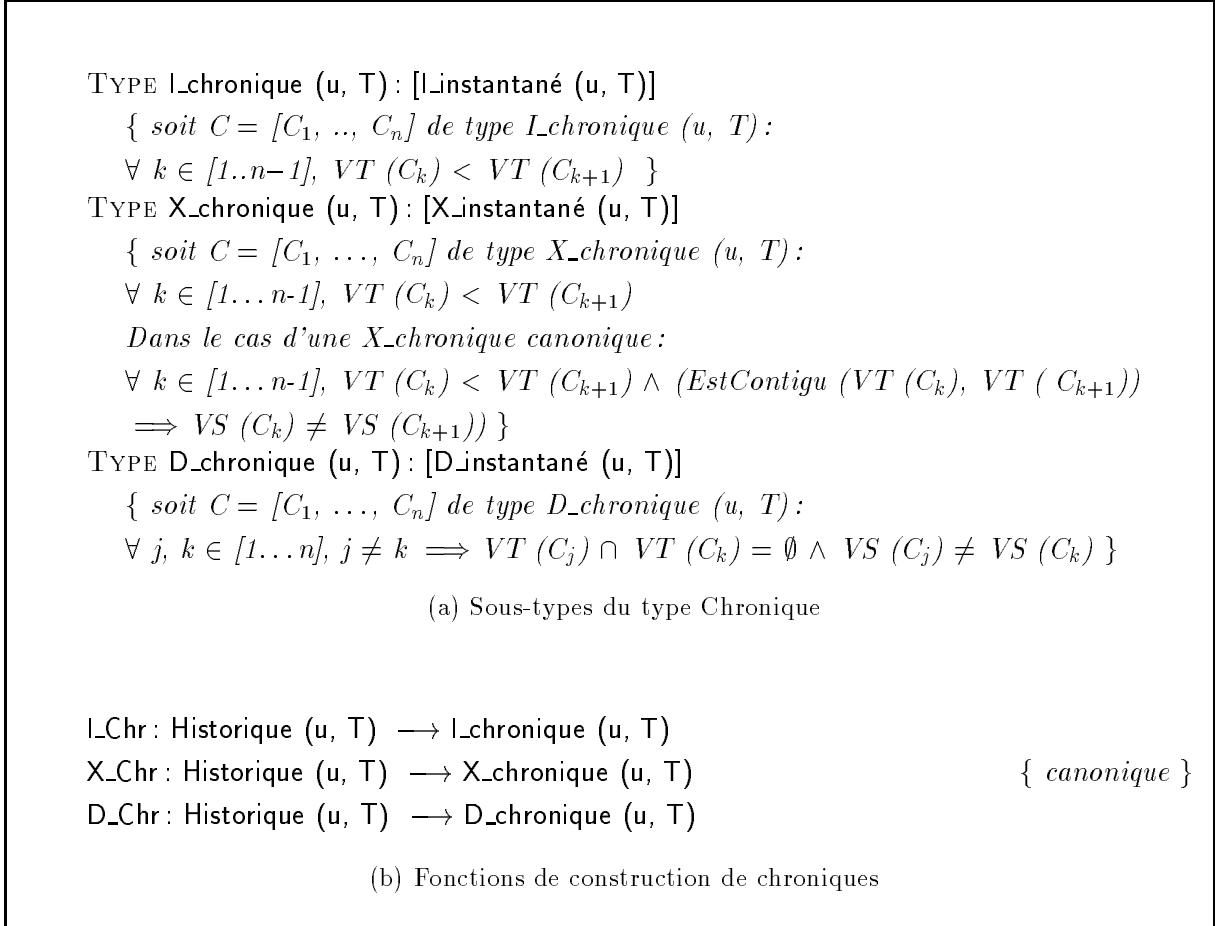 TYPE I_chronique (u, T) : [I_instantané (u, T)]
{ soit C = [C₁, .., Cₙ] de type I_chronique (u, T) :
∀ k ∈ [1..n−1], VT (Cₖ) < VT (Cₖ₊₁) }
TYPE X_chronique (u, T) : [X_instantané (u, T)]
{ soit C = [C₁, ..., Cₙ] de type X_chronique (u, T) :
∀ k ∈ [1...n-1], VT (Cₖ) < VT (Cₖ₊₁)
Dans le cas d'une X_chronique canonique :
∀ k ∈ [1...n-1], VT (Cₖ) < VT (Cₖ₊₁) ∧ (EstContigu (VT (Cₖ), VT ( Cₖ₊₁))
⟹ VS (Cₖ) ≠ VS (Cₖ₊₁)) }
TYPE D_chronique (u, T) : [D_instantané (u, T)]
{ soit C = [C₁, ..., Cₙ] de type D_chronique (u, T) :
∀ j, k ∈ [1...n], j ≠ k ⟹ VT (Cⱼ) ∩ VT (Cₖ) = ∅ ∧ VS (Cⱼ) ≠ VS (Cₖ) }
(a) Sous-types du type Chronique
I_Chr : Historique (u, T) ⟶ I_chronique (u, T)
X_Chr : Historique (u, T) ⟶ X_chronique (u, T) { canonique }
D_Chr : Historique (u, T) ⟶ D_chronique (u, T)
(b) Fonctions de construction de chroniques